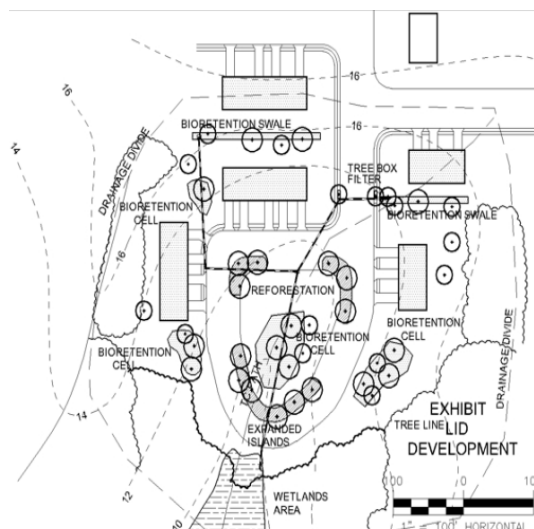 16
16
14
16
BIORETENTION SWALE
DRAINAGE DIVIDE
TREE BOX
FILTER
BIORETENTION
CELL
BIORETENTION SWALE
16
REFORESTATION
BIORETENTION
CELL
BIORETENTION
CELL
BIORETENTION
CELL
DRAINAGE DIVIDE
14
EXPANDED
ISLANDS
TREE LINE
EXHIBIT
LID
DEVELOPMENT
12
10
WETLANDS
AREA
1" 100' HORIZONTAL